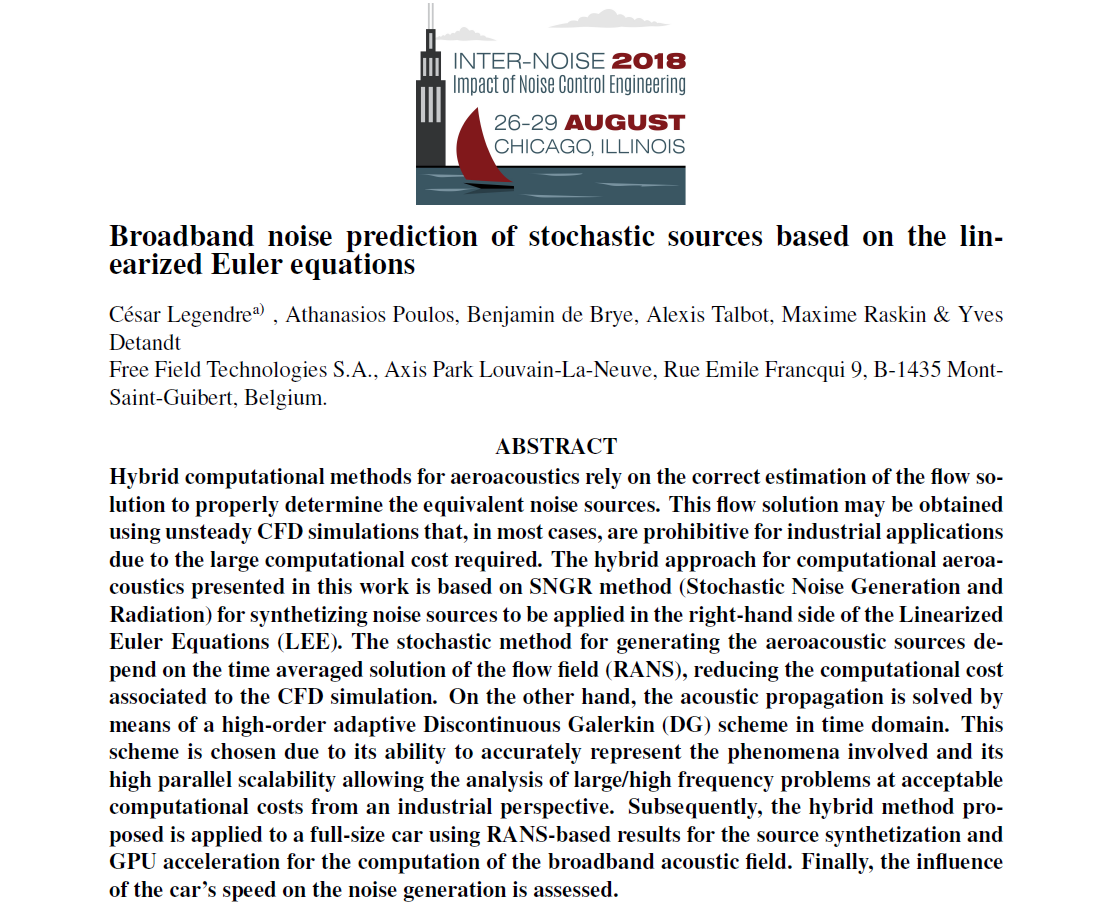 INTER-NOISE 2018
Impact of Noise Control Engineering
26-29 AUGUST
CHICAGO, ILLINOIS
Broadband noise prediction of stochastic sources based on the lin-
earized Euler equations
César Legendreᵃ⁾ , Athanasios Poulos, Benjamin de Brye, Alexis Talbot, Maxime Raskin & Yves
Detandt
Free Field Technologies S.A., Axis Park Louvain-La-Neuve, Rue Emile Francqui 9, B-1435 Mont-
Saint-Guibert, Belgium.
ABSTRACT
Hybrid computational methods for aeroacoustics rely on the correct estimation of the flow so-
lution to properly determine the equivalent noise sources. This flow solution may be obtained
using unsteady CFD simulations that, in most cases, are prohibitive for industrial applications
due to the large computational cost required. The hybrid approach for computational aeroa-
coustics presented in this work is based on SNGR method (Stochastic Noise Generation and
Radiation) for synthetizing noise sources to be applied in the right-hand side of the Linearized
Euler Equations (LEE). The stochastic method for generating the aeroacoustic sources de-
pend on the time averaged solution of the flow field (RANS), reducing the computational cost
associated to the CFD simulation. On the other hand, the acoustic propagation is solved by
means of a high-order adaptive Discontinuous Galerkin (DG) scheme in time domain. This
scheme is chosen due to its ability to accurately represent the phenomena involved and its
high parallel scalability allowing the analysis of large/high frequency problems at acceptable
computational costs from an industrial perspective. Subsequently, the hybrid method pro-
posed is applied to a full-size car using RANS-based results for the source synthetization and
GPU acceleration for the computation of the broadband acoustic field. Finally, the influence
of the car's speed on the noise generation is assessed.